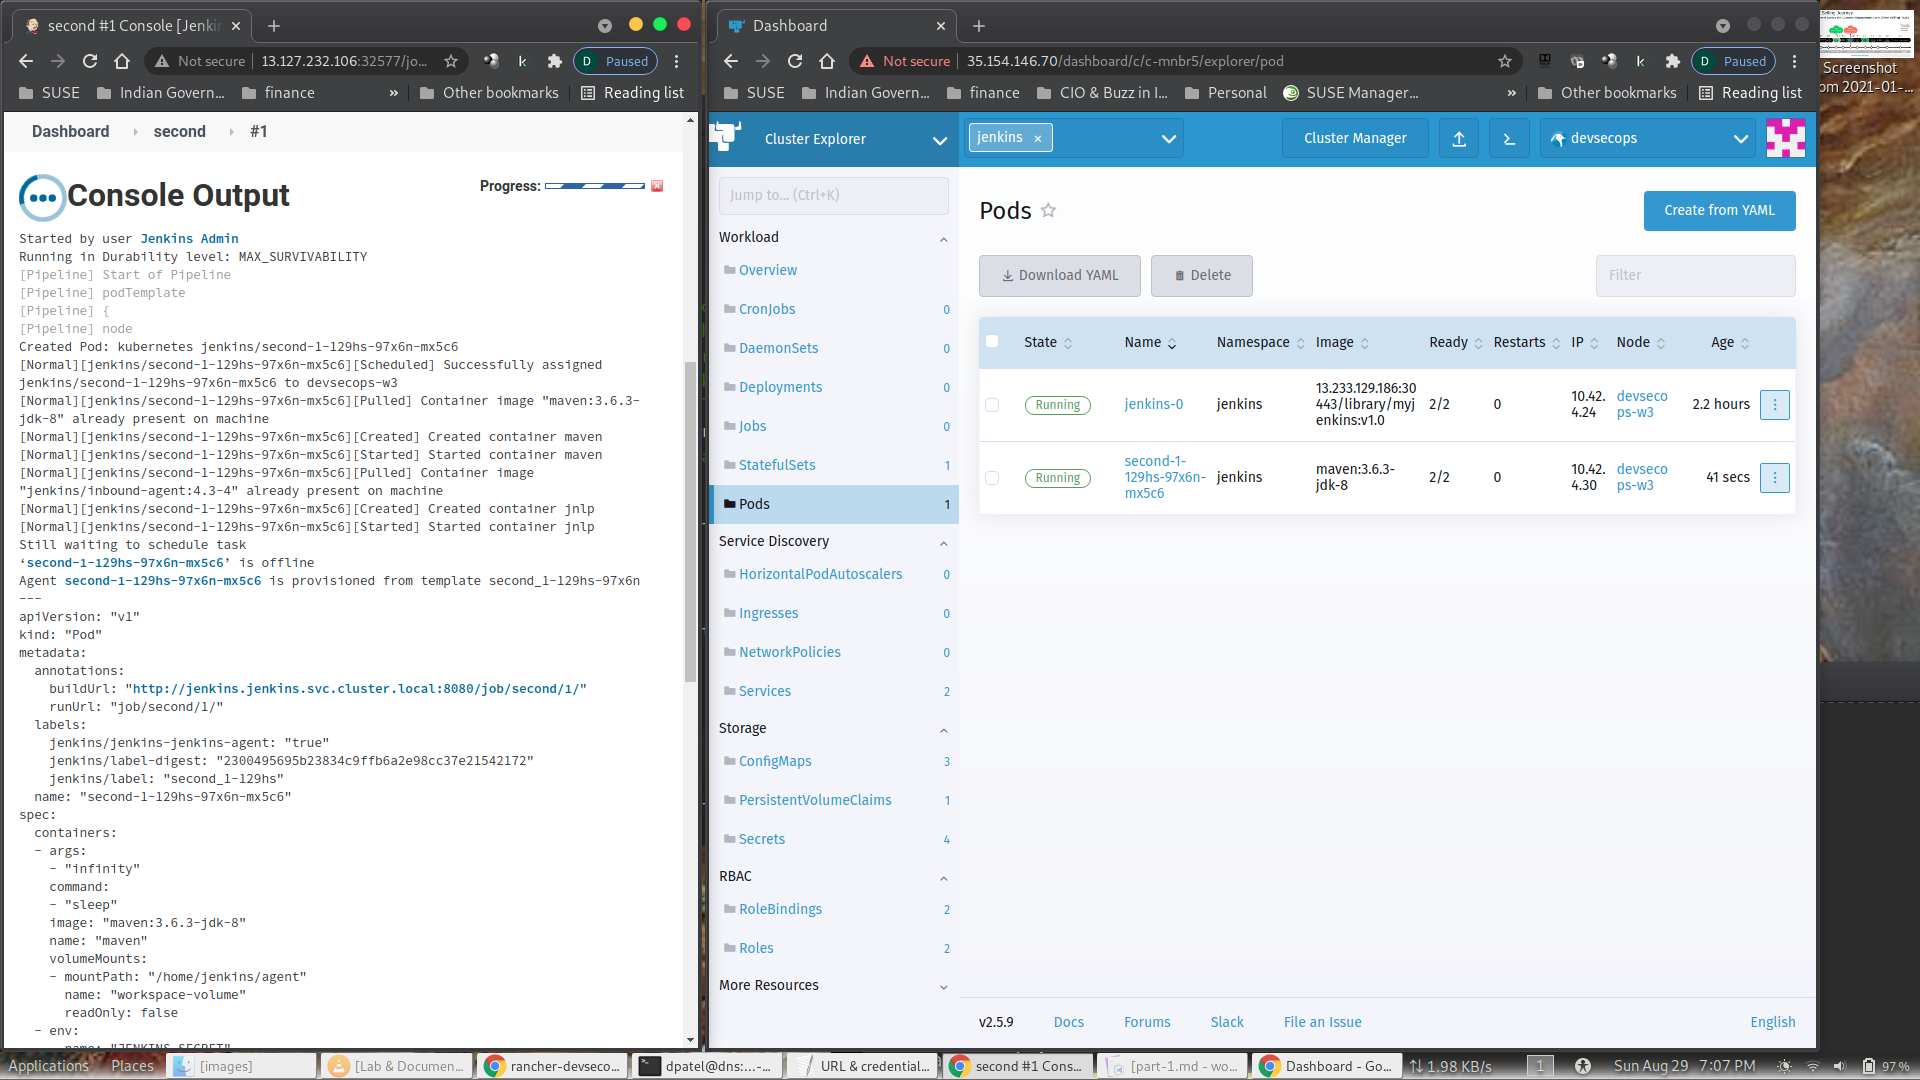 second #1 Console [Jenki
Not secure
13.127.232.106:32577/jo...
D Paused
SUSE
Indian Govern...
finance
»
Other bookmarks
Reading list
Dashboard
second
#1
Console Output
Progress:
Started by user Jenkins Admin
Running in Durability level: MAX_SURVIVABILITY
[Pipeline] Start of Pipeline
[Pipeline] podTemplate
[Pipeline] {
[Pipeline] node
Created Pod: kubernetes jenkins/second-1-129hs-97x6n-mx5c6
[Normal][jenkins/second-1-129hs-97x6n-mx5c6][Scheduled] Successfully assigned
jenkins/second-1-129hs-97x6n-mx5c6 to devsecops-w3
[Normal][jenkins/second-1-129hs-97x6n-mx5c6][Pulled] Container image "maven:3.6.3-
jdk-8" already present on machine
[Normal][jenkins/second-1-129hs-97x6n-mx5c6][Created] Created container maven
[Normal][jenkins/second-1-129hs-97x6n-mx5c6][Started] Started container maven
[Normal][jenkins/second-1-129hs-97x6n-mx5c6][Pulled] Container image
"jenkins/inbound-agent:4.3-4" already present on machine
[Normal][jenkins/second-1-129hs-97x6n-mx5c6][Created] Created container jnlp
[Normal][jenkins/second-1-129hs-97x6n-mx5c6][Started] Started container jnlp
Still waiting to schedule task
‘second-1-129hs-97x6n-mx5c6’ is offline
Agent second-1-129hs-97x6n-mx5c6 is provisioned from template second_1-129hs-97x6n
---
apiVersion: "v1"
kind: "Pod"
metadata:
annotations:
buildUrl: "http://jenkins.jenkins.svc.cluster.local:8080/job/second/1/"
runUrl: "job/second/1/"
labels:
jenkins/jenkins-jenkins-agent: "true"
jenkins/label-digest: "2300495695b23834c9ffb6a2e98cc37e21542172"
jenkins/label: "second_1-129hs"
name: "second-1-129hs-97x6n-mx5c6"
spec:
containers:
- args:
- "infinity"
command:
- "sleep"
image: "maven:3.6.3-jdk-8"
name: "maven"
volumeMounts:
- mountPath: "/home/jenkins/agent"
name: "workspace-volume"
readOnly: false
- env:
- name: "JENKINS_SECRET"
Dashboard
Not secure
35.154.146.70/dashboard/c/c-mnbr5/explorer/pod
D Paused
SUSE
Indian Govern...
finance
CIO & Buzz in I...
Personal
SUSE Manager...
»
Other bookmarks
Reading list
Cluster Explorer
jenkins ×
Cluster Manager
devsecops
Jump to... (Ctrl+K)
Workload
Overview
CronJobs 0
DaemonSets 0
Deployments 0
Jobs 0
StatefulSets 1
Pods 1
Service Discovery
HorizontalPodAutoscalers 0
Ingresses 0
NetworkPolicies 0
Services 2
Storage
ConfigMaps 3
PersistentVolumeClaims 1
Secrets 4
RBAC
RoleBindings 2
Roles 2
More Resources
Pods
Create from YAML
Download YAML
Delete
Filter
State Name Namespace Image Ready Restarts IP Node Age
Running jenkins-0 jenkins 13.233.129.186:30
443/library/myj
enkins:v1.0
2/2 0 10.42.
4.24
devseco
ps-w3
2.2 hours
Running second-1-
129hs-97x6n-
mx5c6
jenkins maven:3.6.3-
jdk-8
2/2 0 10.42.
4.30
devseco
ps-w3
41 secs
v2.5.9 Docs Forums Slack File an Issue English
Screenshot
om 2021-01-...
Applications
Places
[images]
[Lab & Documen...
rancher-devseco...
dpatel@dns:...-...
URL & credential...
second #1 Cons...
[part-1.md - wo...
Dashboard - Go...
1.98 KB/s
1
Sun Aug 29 7:07 PM
97 %